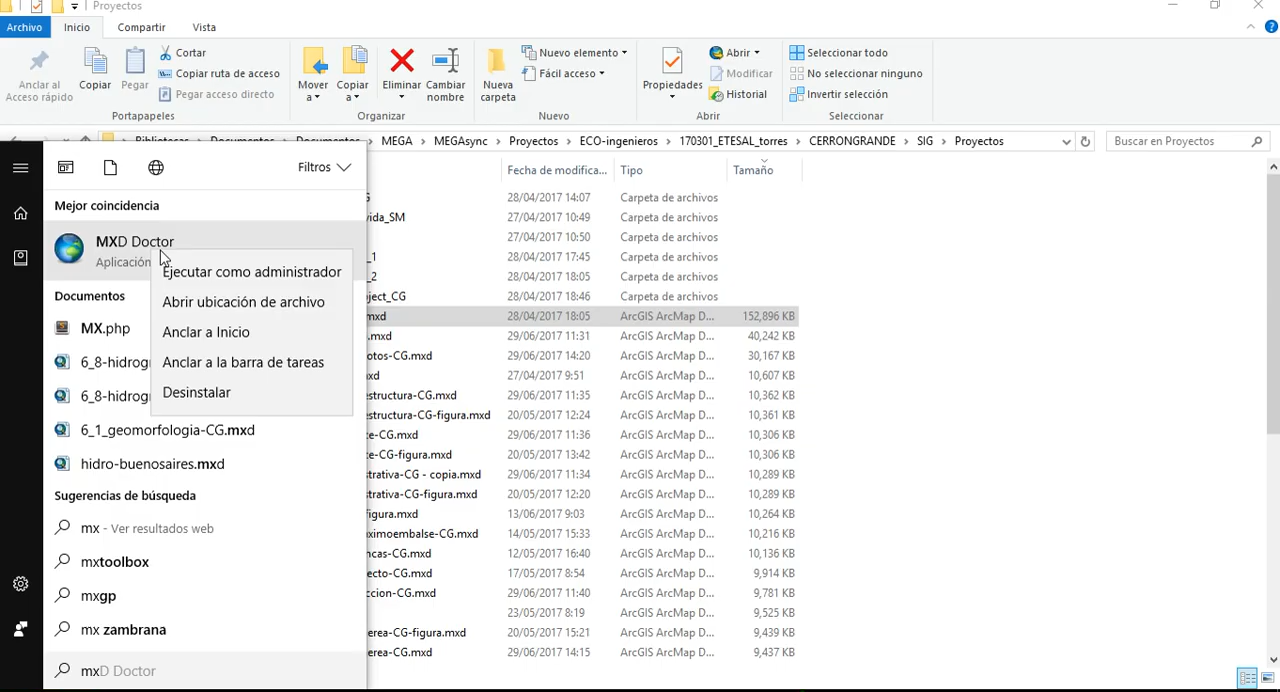 Proyectos
Archivo Inicio Compartir Vista
Anclar al Acceso rápido
Copiar
Pegar
Cortar
Copiar ruta de acceso
Pegar acceso directo
Portapapeles
Mover a
Copiar a
Eliminar
Cambiar nombre
Organizar
Nueva carpeta
Nuevo elemento
Fácil acceso
Nuevo
Propiedades
Abrir
Modificar
Historial
Abrir
Seleccionar todo
No seleccionar ninguno
Invertir selección
Seleccionar
Bibliotecas Documentos Documentos MEGA MEGAsync Proyectos ECO-ingenieros 170301_ETESAL_torres CERRONGRANDE SIG Proyectos
Buscar en Proyectos
Filtros
Mejor coincidencia
MXD Doctor
Aplicación
Ejecutar como administrador
Abrir ubicación de archivo
Anclar a Inicio
Anclar a la barra de tareas
Desinstalar
Documentos
MX.php
6_8-hidrogr
6_8-hidrogr
6_1_geomorfologia-CG.mxd
hidro-buenosaires.mxd
Sugerencias de búsqueda
mx - Ver resultados web
mxtoolbox
mxgp
mx zambrana
mxD Doctor
Fecha de modifica... Tipo Tamaño
G 28/04/2017 14:07 Carpeta de archivos
vida_SM 27/04/2017 10:49 Carpeta de archivos
27/04/2017 10:50 Carpeta de archivos
_1 28/04/2017 17:45 Carpeta de archivos
_2 28/04/2017 18:05 Carpeta de archivos
ject_CG 28/04/2017 18:46 Carpeta de archivos
mxd 28/04/2017 18:05 ArcGIS ArcMap D... 152,896 KB
.mxd 29/06/2017 11:31 ArcGIS ArcMap D... 40,242 KB
otos-CG.mxd 29/06/2017 14:20 ArcGIS ArcMap D... 30,167 KB
xd 27/04/2017 9:51 ArcGIS ArcMap D... 10,607 KB
estructura-CG.mxd 29/06/2017 11:35 ArcGIS ArcMap D... 10,362 KB
estructura-CG-figura.mxd 20/05/2017 12:24 ArcGIS ArcMap D... 10,361 KB
te-CG.mxd 29/06/2017 11:36 ArcGIS ArcMap D... 10,306 KB
te-CG-figura.mxd 20/05/2017 13:42 ArcGIS ArcMap D... 10,306 KB
strativa-CG - copia.mxd 29/06/2017 11:34 ArcGIS ArcMap D... 10,289 KB
strativa-CG-figura.mxd 20/05/2017 12:20 ArcGIS ArcMap D... 10,289 KB
figura.mxd 13/06/2017 9:03 ArcGIS ArcMap D... 10,264 KB
aximoembalse-CG.mxd 14/05/2017 15:33 ArcGIS ArcMap D... 10,216 KB
ncas-CG.mxd 12/05/2017 16:40 ArcGIS ArcMap D... 10,136 KB
ecto-CG.mxd 17/05/2017 8:54 ArcGIS ArcMap D... 9,914 KB
ccion-CG.mxd 29/06/2017 11:40 ArcGIS ArcMap D... 9,781 KB
23/05/2017 8:19 ArcGIS ArcMap D... 9,525 KB
erea-CG-figura.mxd 20/05/2017 15:21 ArcGIS ArcMap D... 9,439 KB
erea-CG.mxd 29/06/2017 14:15 ArcGIS ArcMap D... 9,437 KB